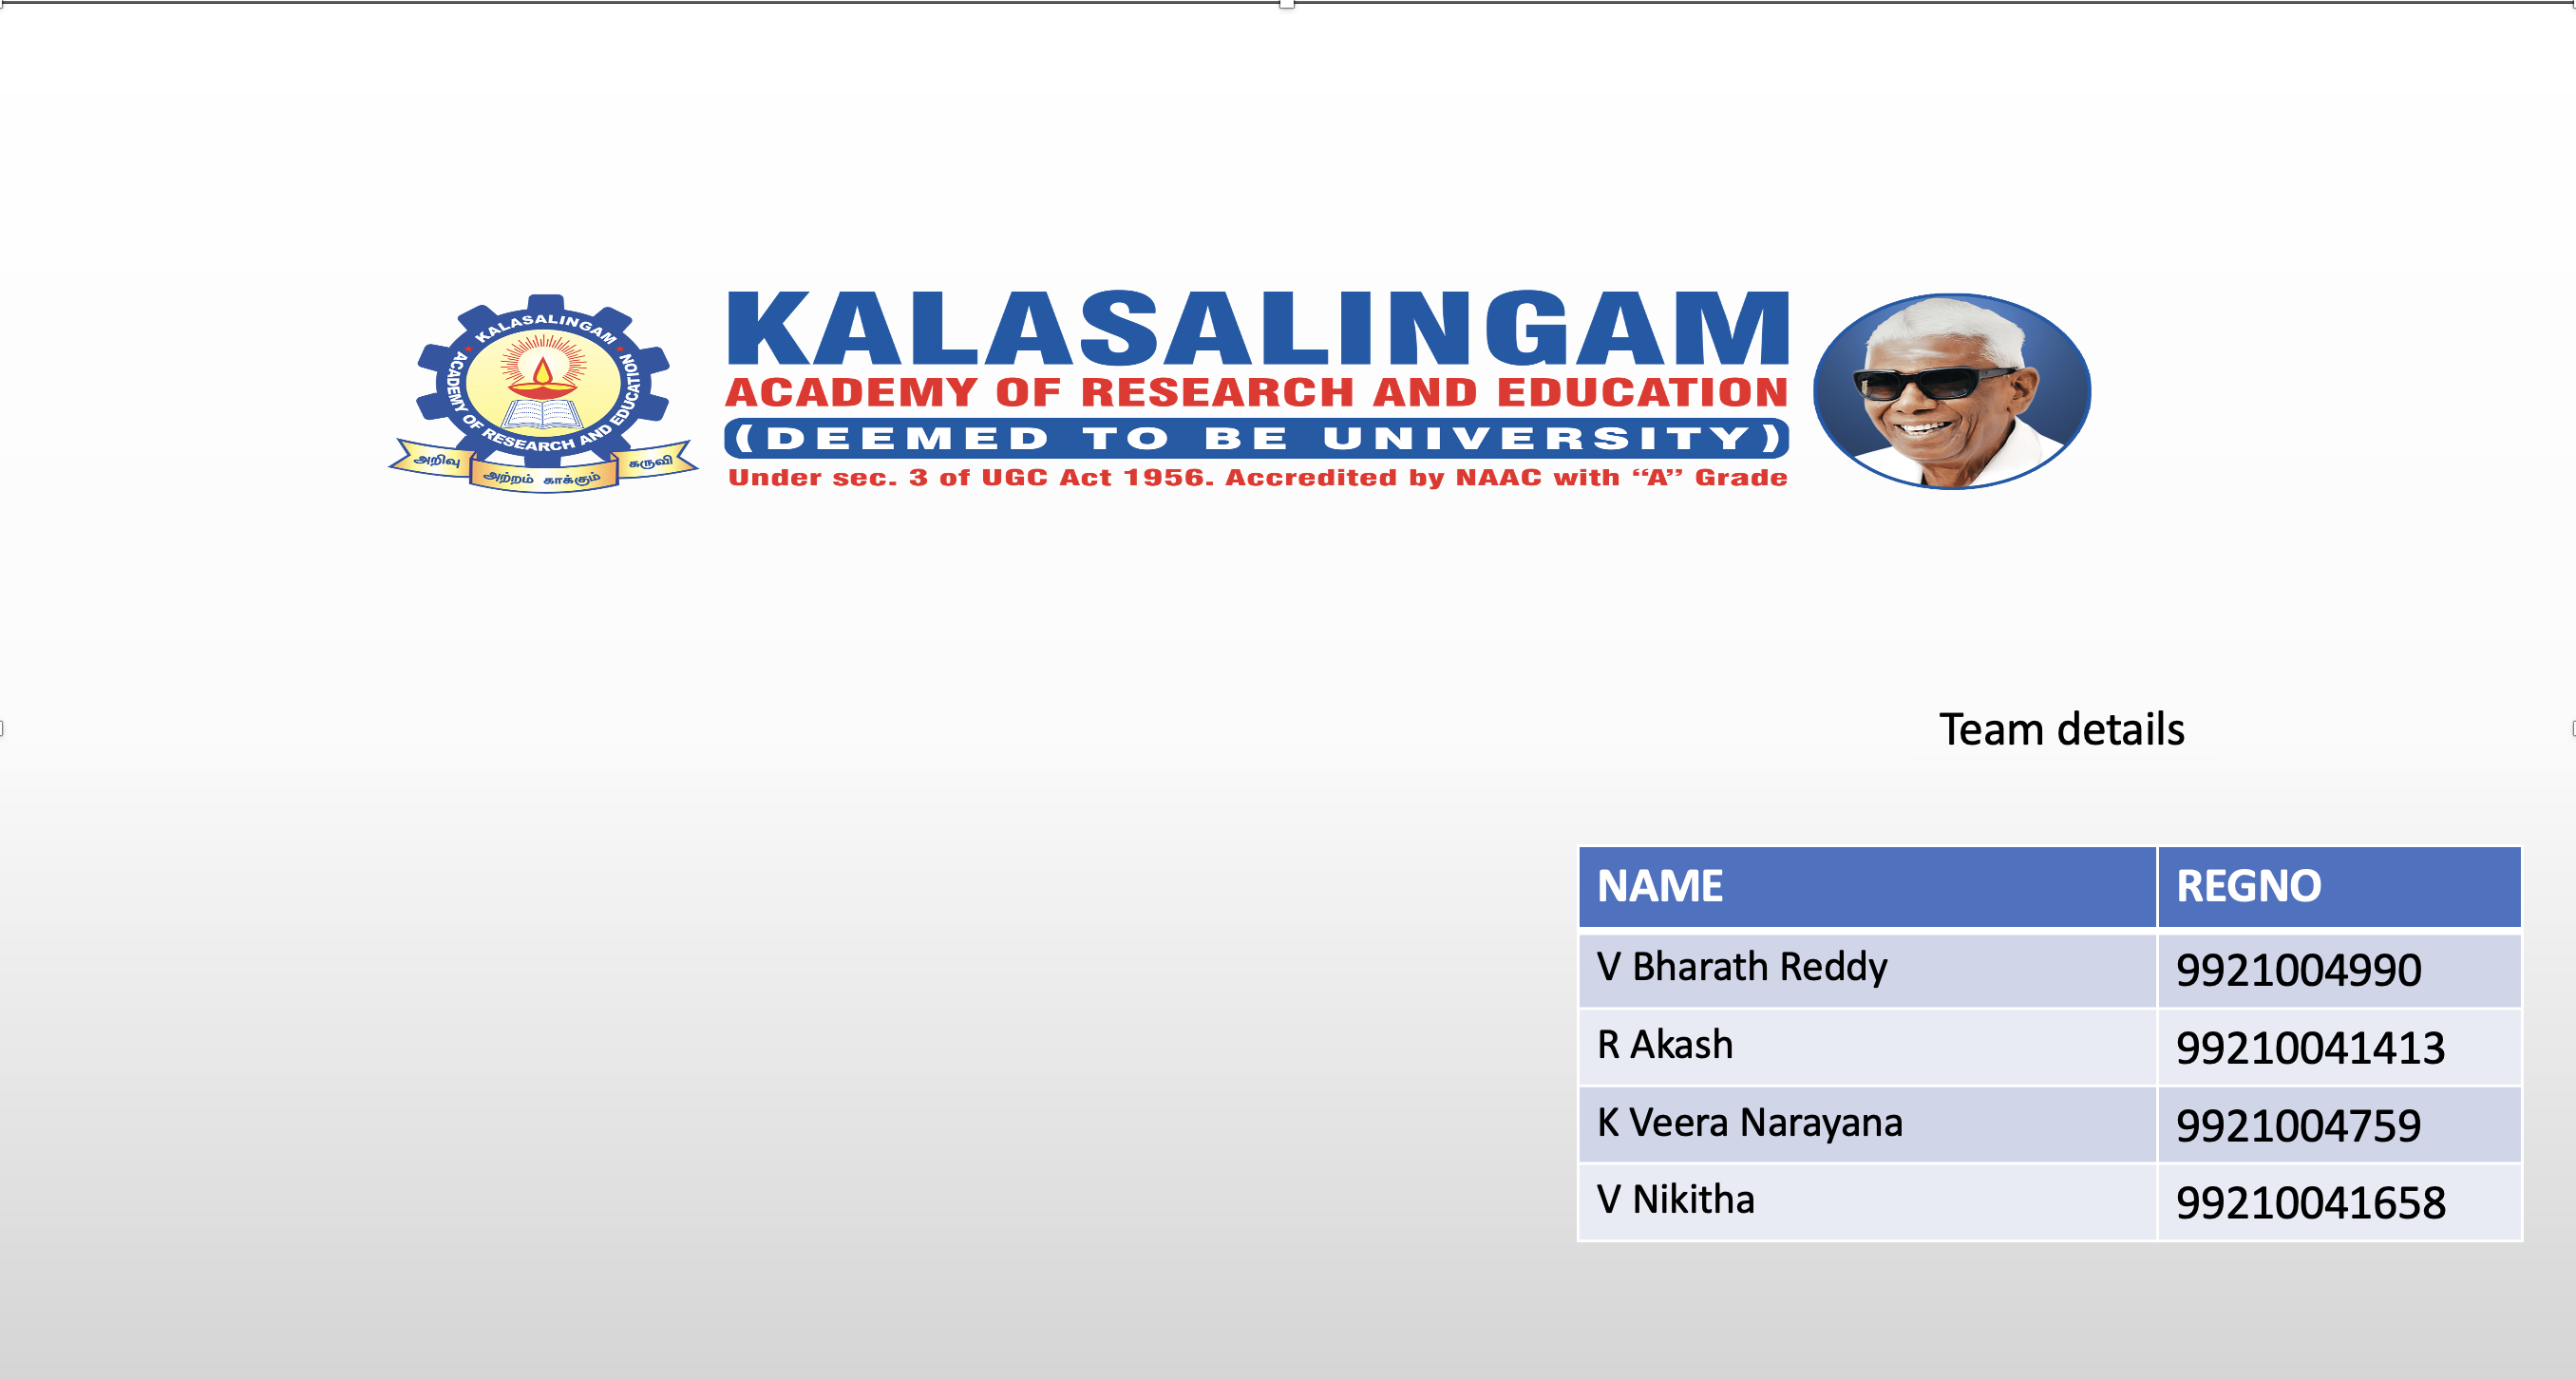 KALASALINGAM
ACADEMY OF RESEARCH AND EDUCATION
அறிவு
அற்றம் காக்கும்
கருவி
KALASALINGAM
ACADEMY OF RESEARCH AND EDUCATION
(DEEMED TO BE UNIVERSITY)
Under sec. 3 of UGC Act 1956. Accredited by NAAC with “A” Grade
Team details
NAME REGNO
V Bharath Reddy 9921004990
R Akash 99210041413
K Veera Narayana 9921004759
V Nikitha 99210041658